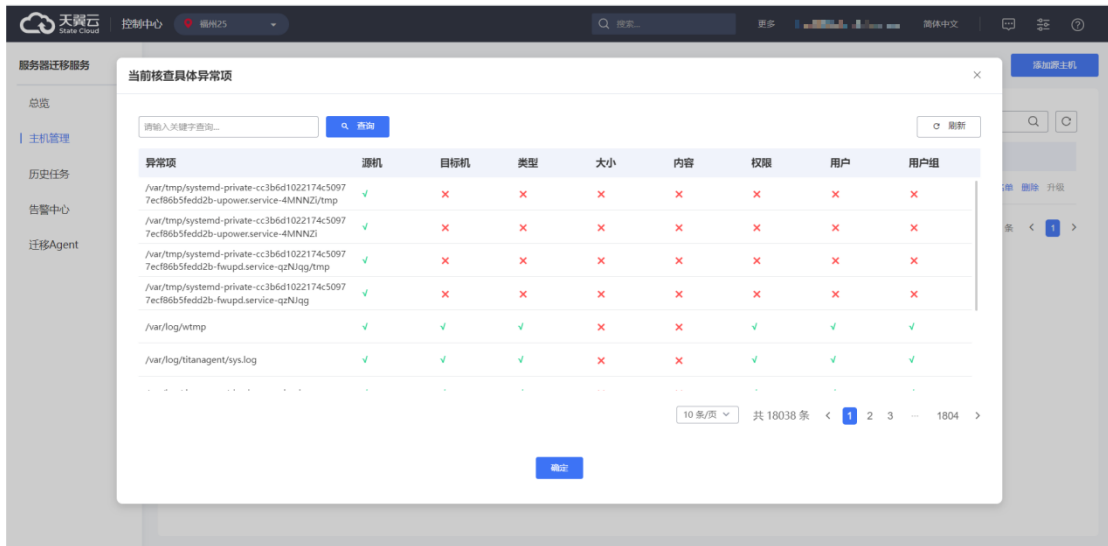 天翼云 State Cloud 控制中心 福州25 搜索... 更多 简体中文
服务器迁移服务
总览
主机管理
历史任务
告警中心
迁移Agent
添加源主机
删除 升级
条 1
当前核查具体异常项
请输入关键字查询... 查询 刷新
异常项 源机 目标机 类型 大小 内容 权限 用户 用户组
/var/tmp/systemd-private-cc3b6d1022174c5097
7ecf86b5fedd2b-upower.service-4MNNZi/tmp √ × × × × × × ×
/var/tmp/systemd-private-cc3b6d1022174c5097
7ecf86b5fedd2b-upower.service-4MNNZi √ × × × × × × ×
/var/tmp/systemd-private-cc3b6d1022174c5097
7ecf86b5fedd2b-fwupd.service-qzNJqg/tmp √ × × × × × × ×
/var/tmp/systemd-private-cc3b6d1022174c5097
7ecf86b5fedd2b-fwupd.service-qzNJqg √ × × × × × × ×
/var/log/wtmp √ √ √ × × √ √ √
/var/log/titanagent/sys.log √ √ √ × × √ √ √
10 条/页 共 18038 条 < 1 2 3 ··· 1804 >
确定